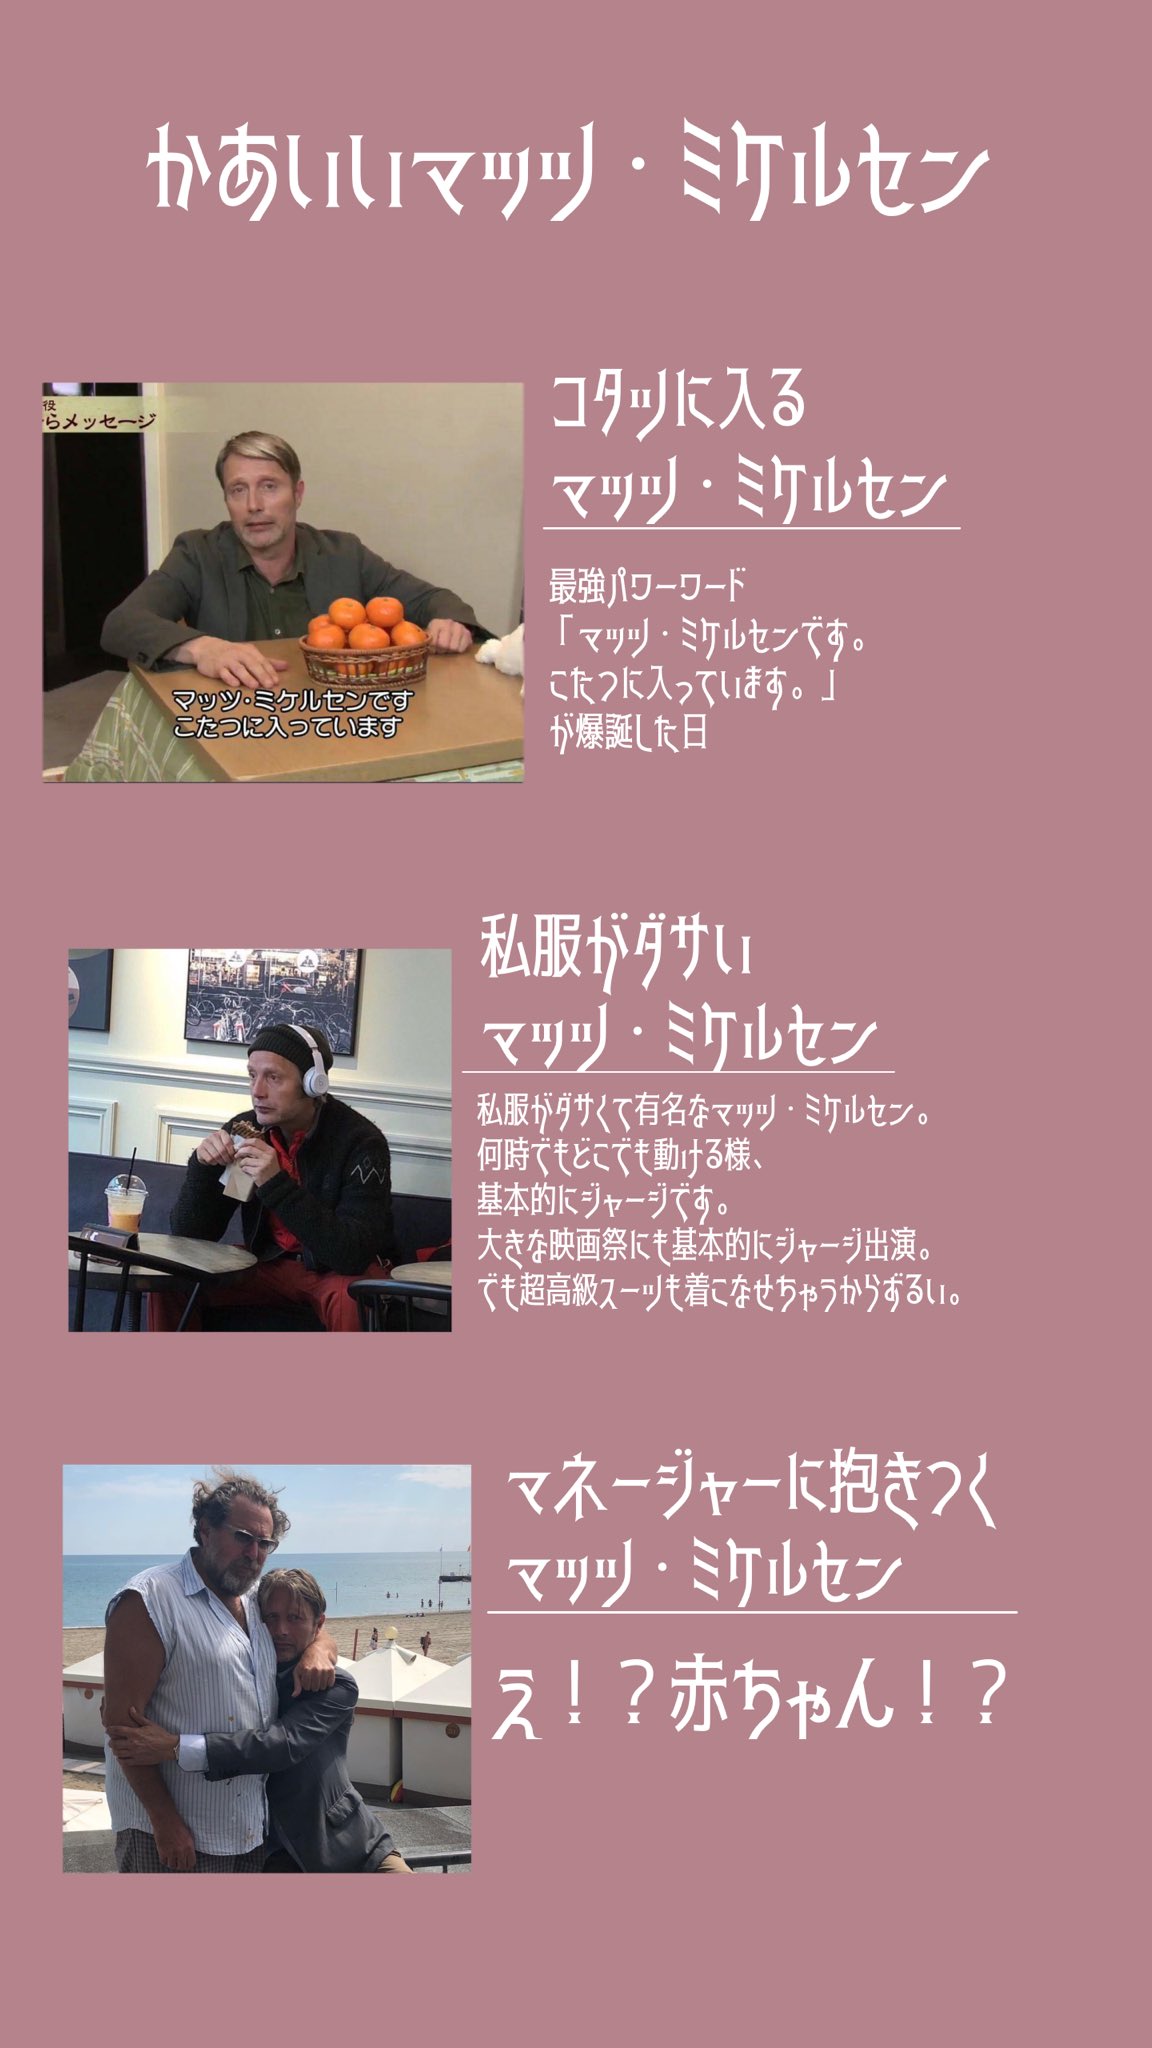 かあいいマッツ・ミケルセン
コタツに入る
マッツ・ミケルセン
役
らメッセージ
マッツ・ミケルセンです
こたつに入っています
最強パワーワード
「マッツ・ミケルセンです。
こたつに入っています。」
が爆誕した日
私服がダサい
マッツ・ミケルセン
私服がダサくて有名なマッツ・ミケルセン。
何時でもどこでも動ける様、
基本的にジャージです。
大きな映画祭にも基本的にジャージ出演。
でも超高級スーツも着こなせちゃうからずるい。
マネージャーに抱きつく
マッツ・ミケルセン
え！？赤ちゃん！？